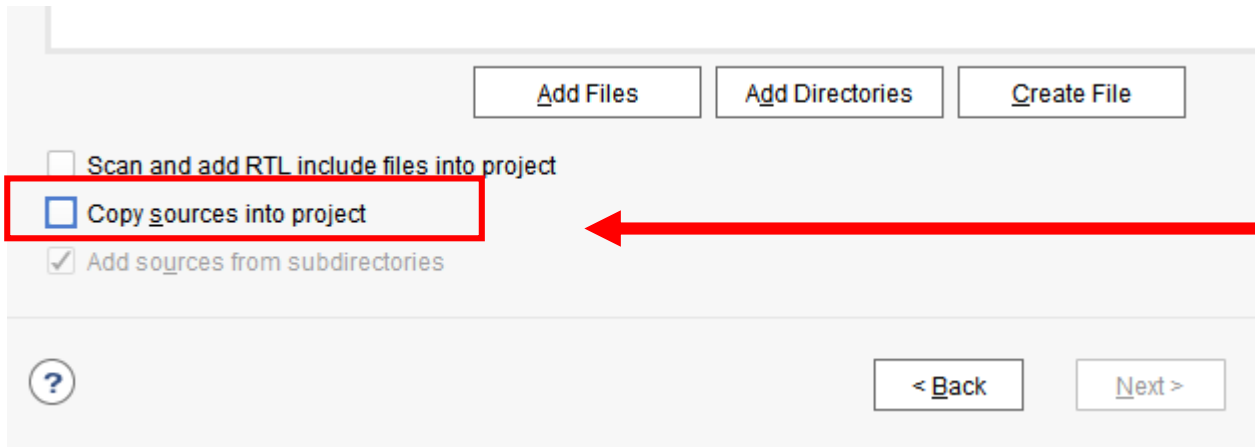 Add Files Add Directories Create File
Scan and add RTL include files into project
Copy sources into project
Add sources from subdirectories
? < Back Next >